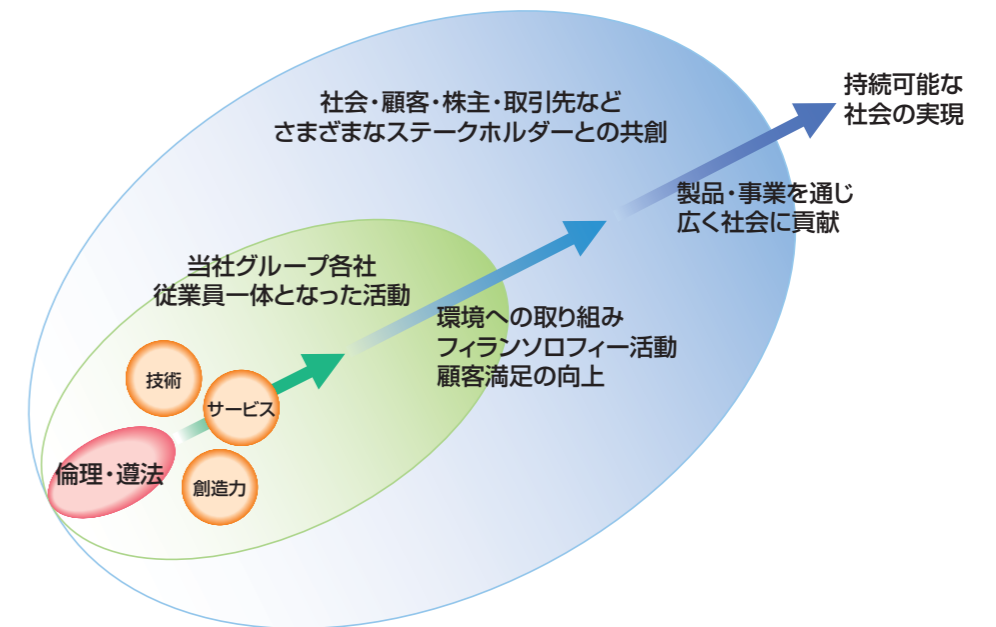 持続可能な
社会の実現
社会・顧客・株主・取引先など
さまざまなステークホルダーとの共創
製品・事業を通じ
広く社会に貢献
当社グループ各社
従業員一体となった活動
環境への取り組み
フィランソロフィー活動
顧客満足の向上
技術
サービス
倫理・遵法
創造力